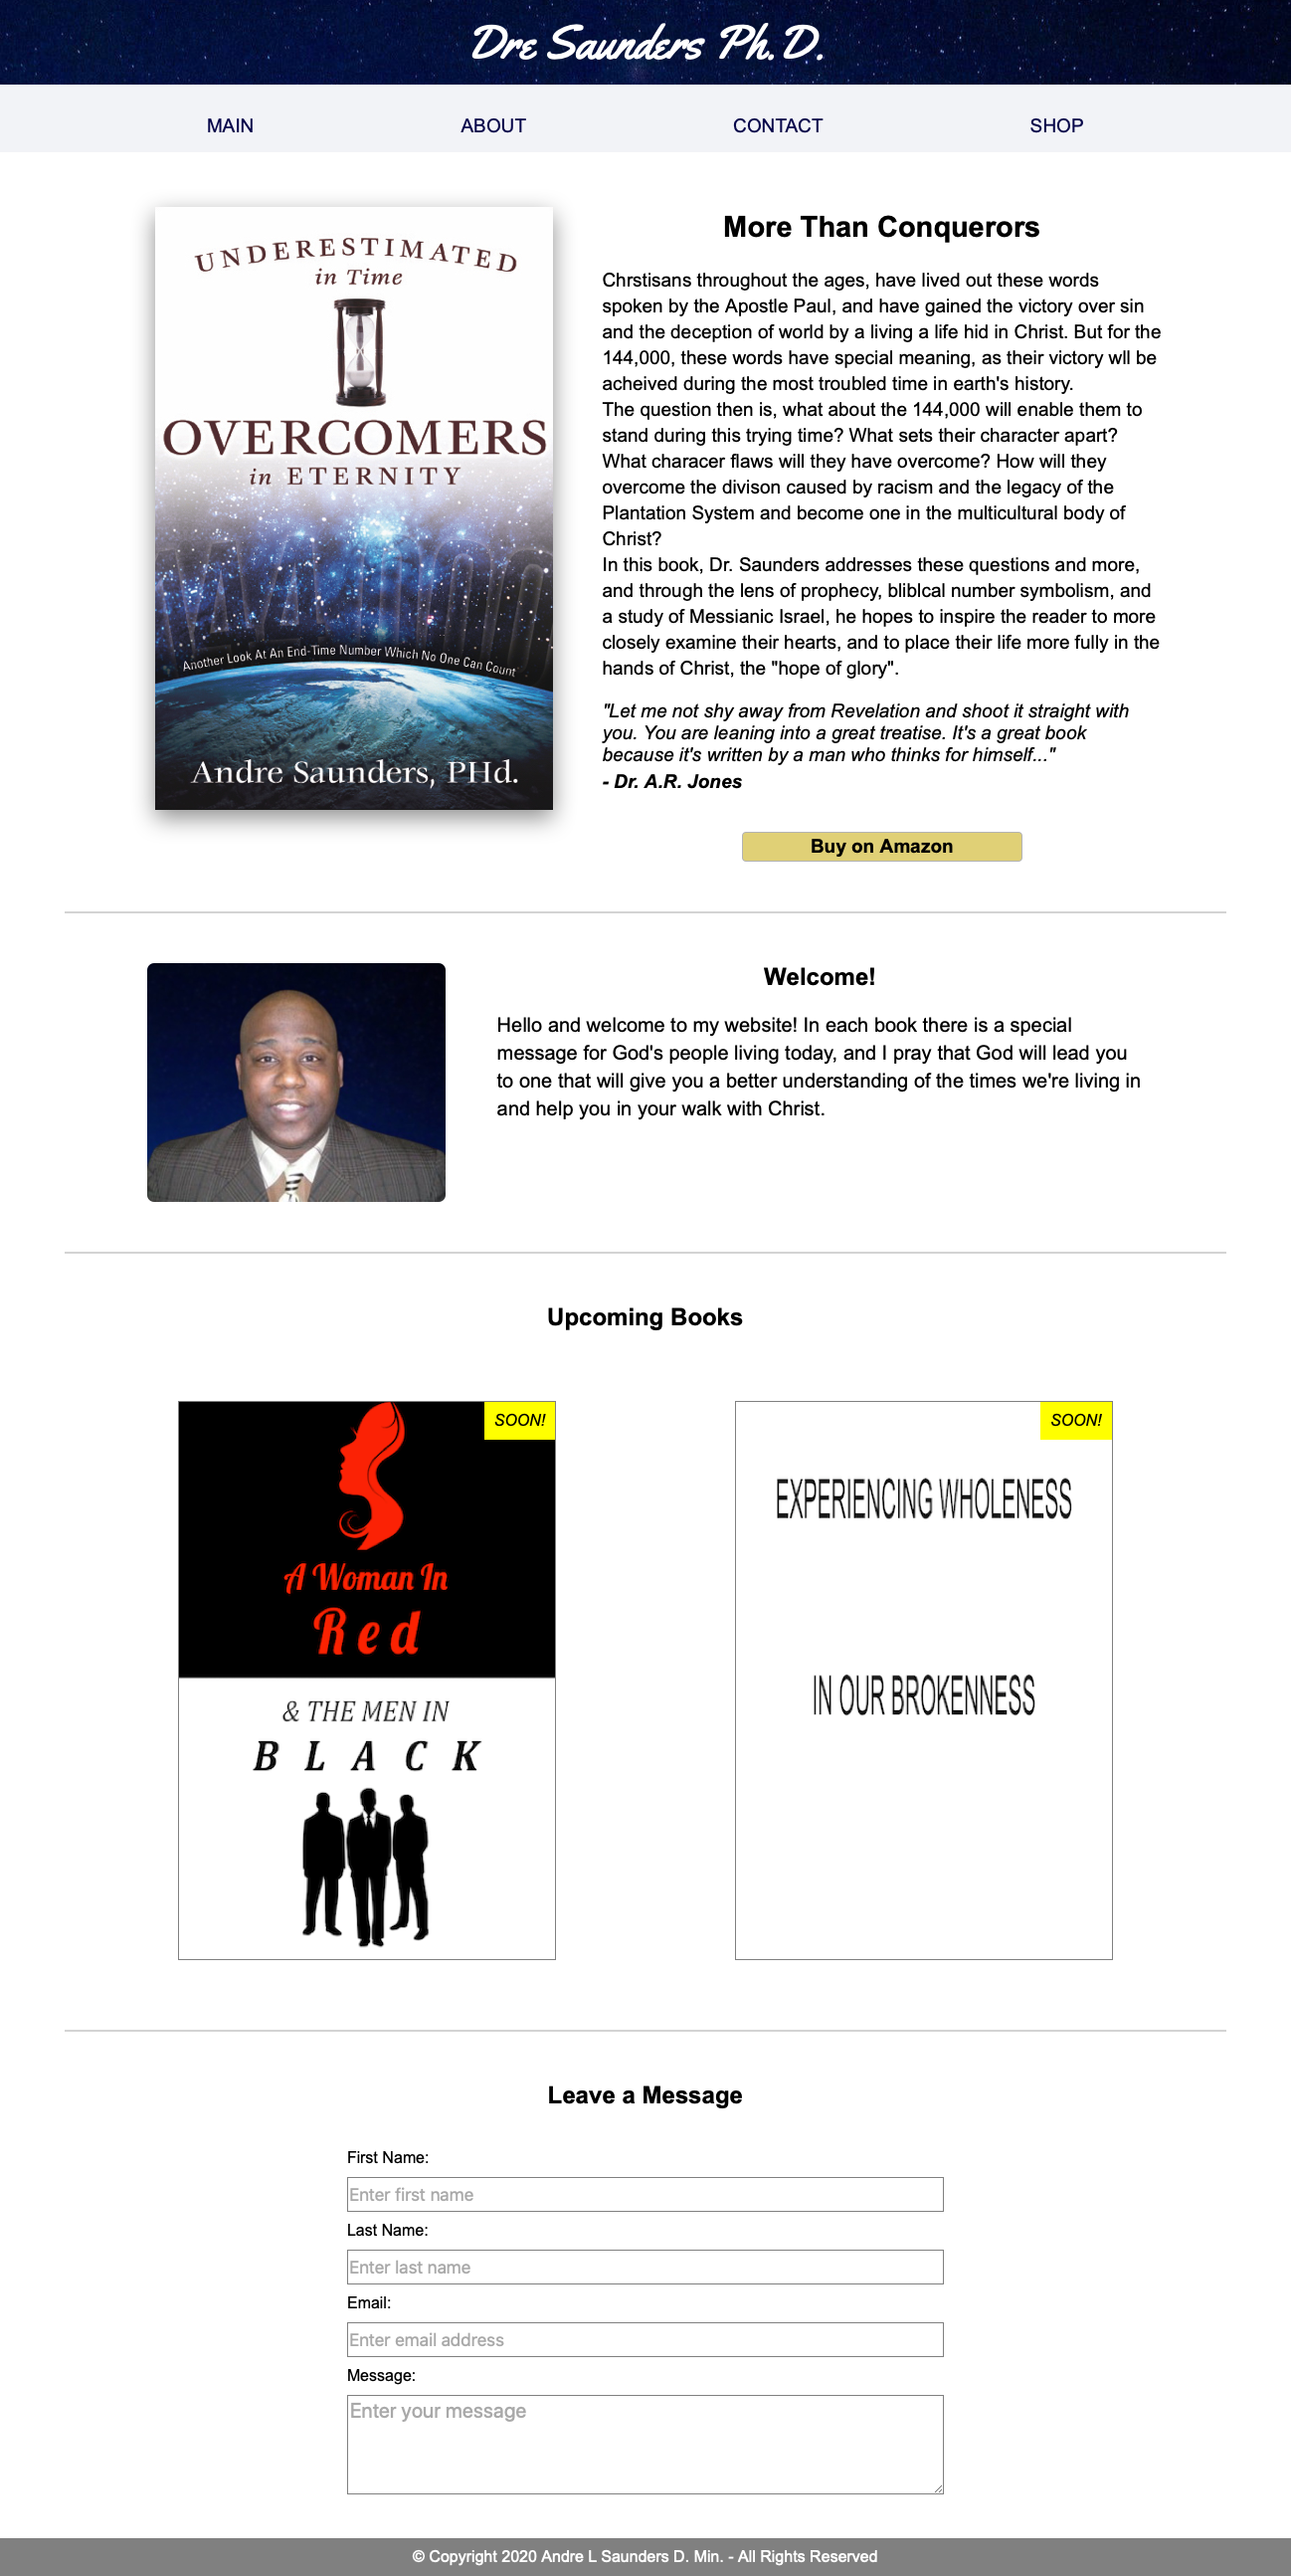 Dre Saunders Ph.D.
MAIN ABOUT CONTACT SHOP
UNDERESTIMATED
in Time
OVERCOMERS
in ETERNITY
144,000
Another Look At An End-Time Number Which No One Can Count
Andre Saunders, PHd.
More Than Conquerors
Chrstisans throughout the ages, have lived out these words
spoken by the Apostle Paul, and have gained the victory over sin
and the deception of world by a living a life hid in Christ. But for the
144,000, these words have special meaning, as their victory wll be
acheived during the most troubled time in earth's history.
The question then is, what about the 144,000 will enable them to
stand during this trying time? What sets their character apart?
What characer flaws will they have overcome? How will they
overcome the divison caused by racism and the legacy of the
Plantation System and become one in the multicultural body of
Christ?
In this book, Dr. Saunders addresses these questions and more,
and through the lens of prophecy, bliblcal number symbolism, and
a study of Messianic Israel, he hopes to inspire the reader to more
closely examine their hearts, and to place their life more fully in the
hands of Christ, the "hope of glory".
"Let me not shy away from Revelation and shoot it straight with
you. You are leaning into a great treatise. It's a great book
because it's written by a man who thinks for himself..."
- Dr. A.R. Jones
Buy on Amazon
Welcome!
Hello and welcome to my website! In each book there is a special
message for God's people living today, and I pray that God will lead you
to one that will give you a better understanding of the times we're living in
and help you in your walk with Christ.
Upcoming Books
SOON!
A Woman In
Red
& THE MEN IN
BLACK
SOON!
EXPERIENCING WHOLENESS
IN OUR BROKENNESS
Leave a Message
First Name:
Enter first name
Last Name:
Enter last name
Email:
Enter email address
Message:
Enter your message
© Copyright 2020 Andre L Saunders D. Min. - All Rights Reserved